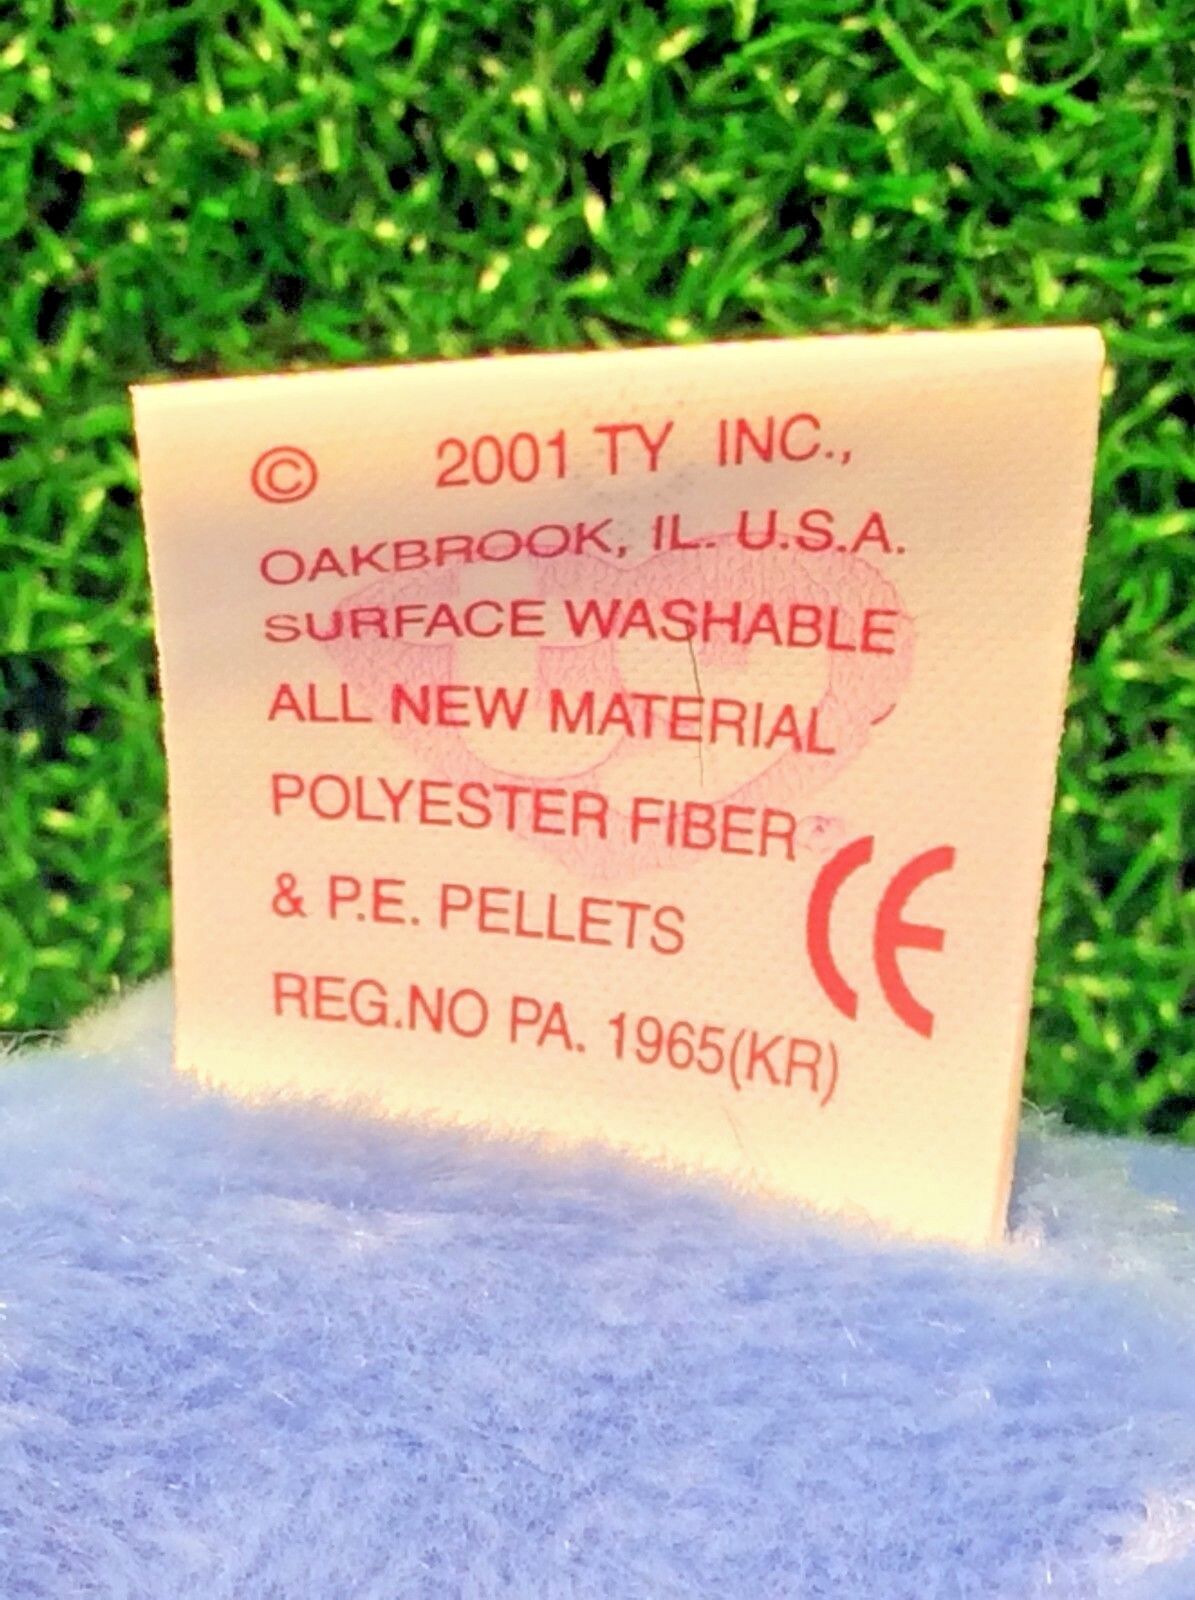 © 2001 TY INC.,
OAKBROOK, IL. U.S.A.
SURFACE WASHABLE
ALL NEW MATERIAL
POLYESTER FIBER
& P.E. PELLETS
CE
REG.NO PA. 1965(KR)